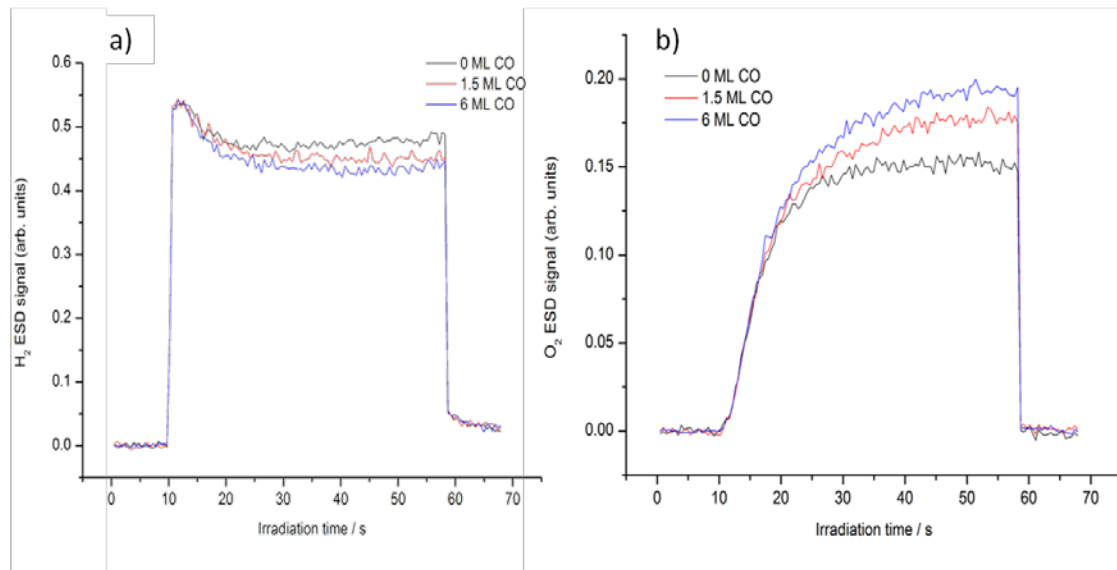 a)
0 ML CO
1.5 ML CO
6 ML CO
0.6
0.5
0.4
0.3
0.2
0.1
0.0
H₂ ESD signal (arb. units)
0 10 20 30 40 50 60 70
Irradiation time / s
b)
0 ML CO
1.5 ML CO
6 ML CO
0.20
0.15
0.10
0.05
0.00
O₂ ESD signal (arb. units)
0 10 20 30 40 50 60 70
Irradiation time / s